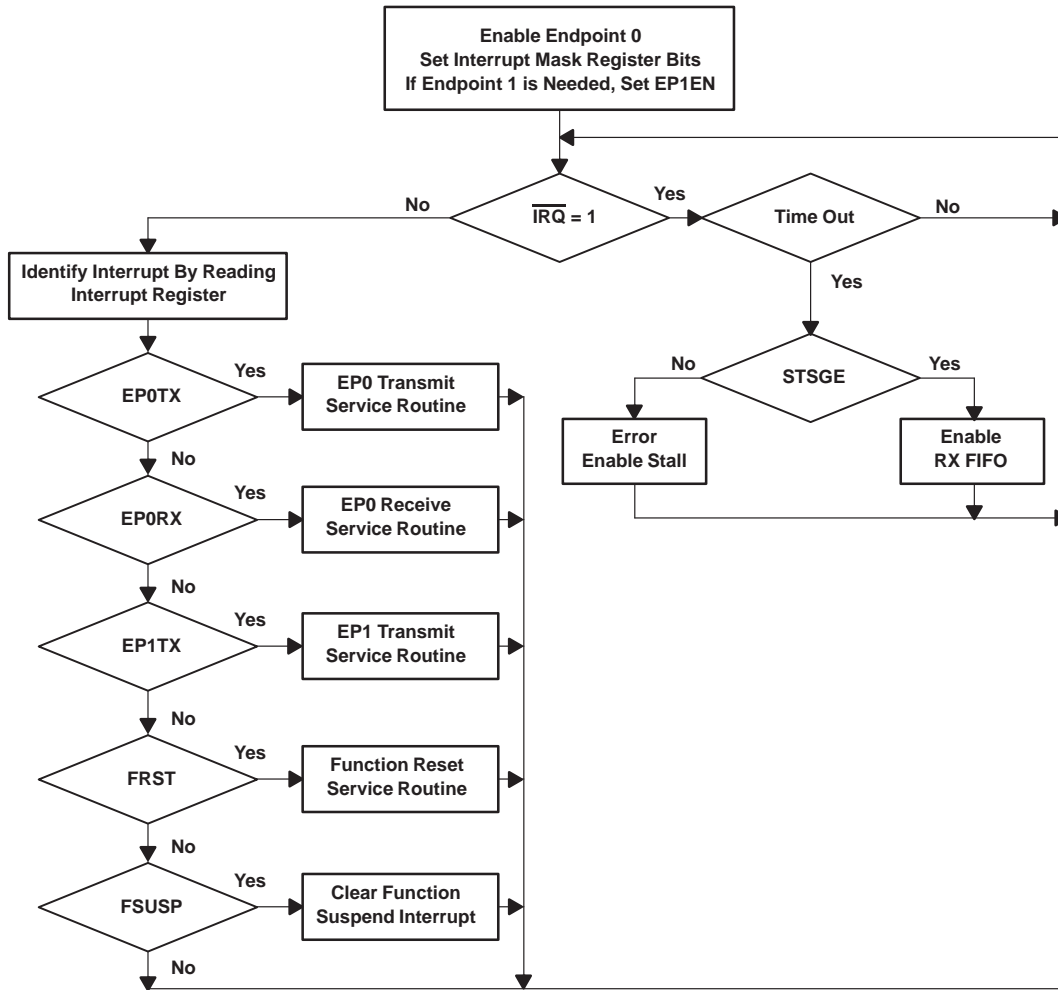 Enable Endpoint 0
Set Interrupt Mask Register Bits
If Endpoint 1 is Needed, Set EP1EN
No
IRQ = 1
Yes
Time Out
No
Yes
Identify Interrupt By Reading
Interrupt Register
No
STSGE
Yes
Error
Enable Stall
Enable
RX FIFO
EP0TX
Yes
EP0 Transmit
Service Routine
No
EP0RX
Yes
EP0 Receive
Service Routine
No
EP1TX
Yes
EP1 Transmit
Service Routine
No
FRST
Yes
Function Reset
Service Routine
No
FSUSP
Yes
Clear Function
Suspend Interrupt
No